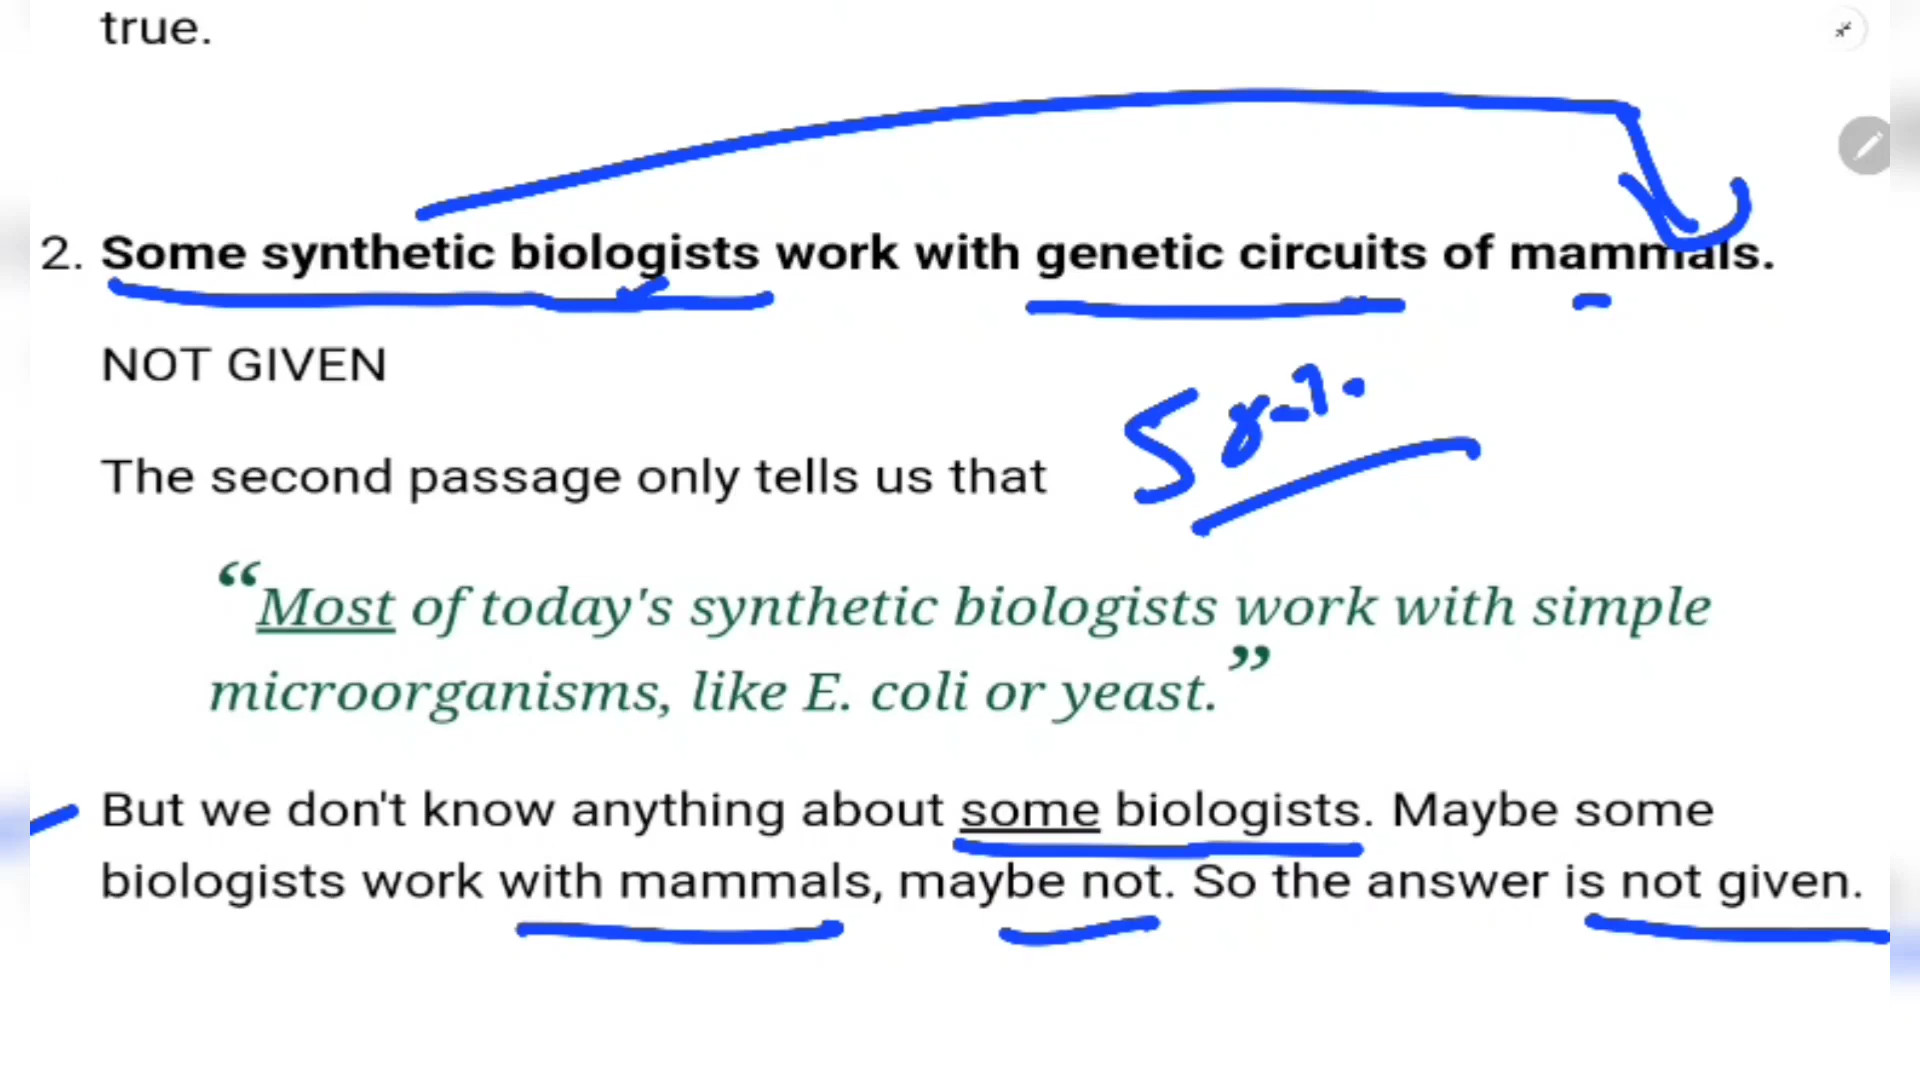 true.
2. Some synthetic biologists work with genetic circuits of mammals.
NOT GIVEN
The second passage only tells us that
“Most of today's synthetic biologists work with simple
microorganisms, like E. coli or yeast.”
But we don't know anything about some biologists. Maybe some
biologists work with mammals, maybe not. So the answer is not given.